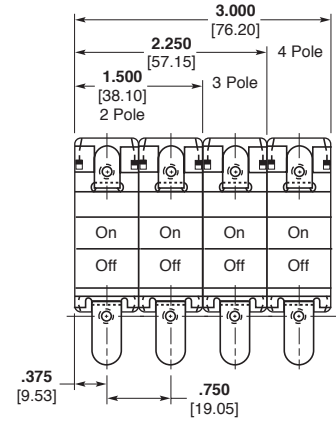 3.000
[76.20]
2.250
[57.15]
4 Pole
1.500
[38.10]
3 Pole
2 Pole
On On On On
Off Off Off Off
.375
[9.53]
.750
[19.05]